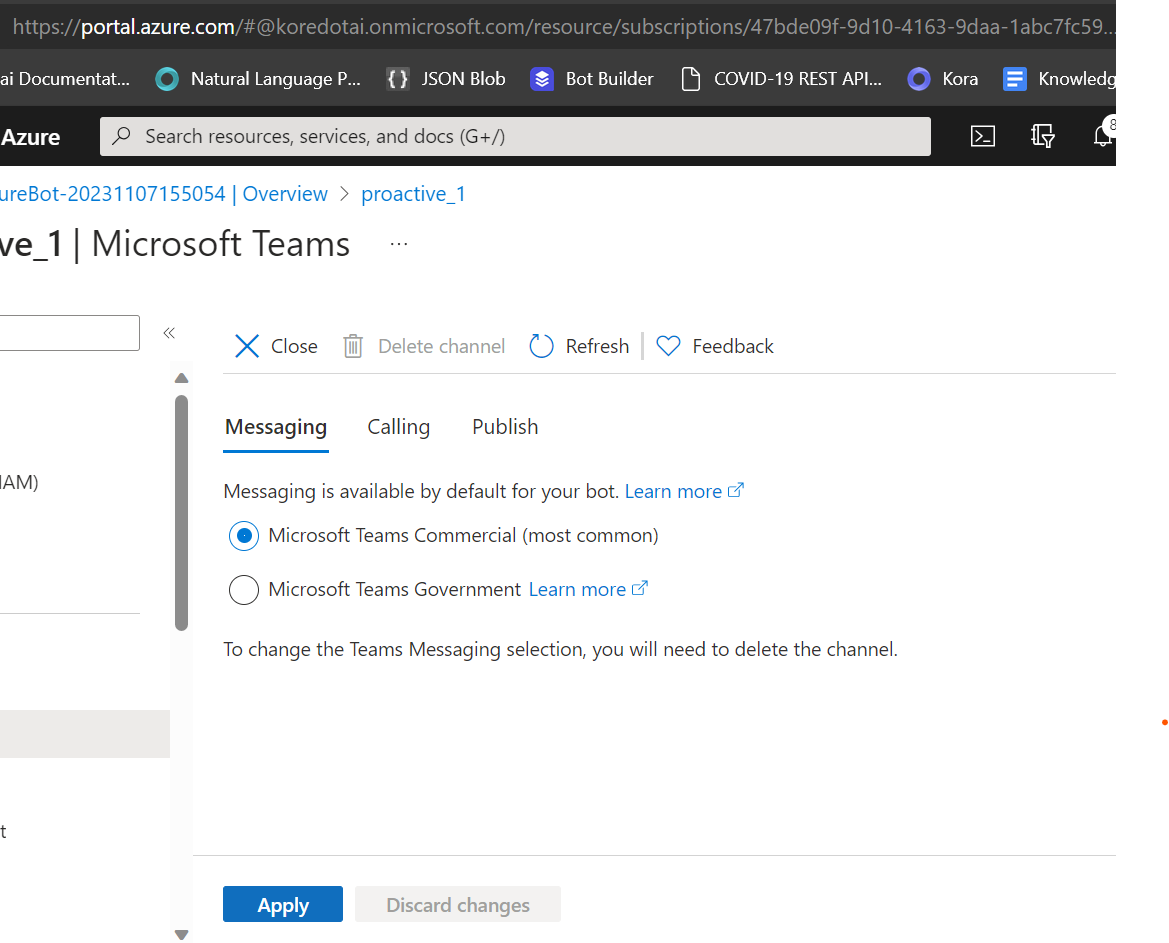 https://portal.azure.com/#@koredotai.onmicrosoft.com/resource/subscriptions/47bde09f-9d10-4163-9daa-1abc7fc59...
ai Documentat... Natural Language P... {} JSON Blob Bot Builder COVID-19 REST API... Kora Knowledg
Azure Search resources, services, and docs (G+/) 8
ureBot-20231107155054 | Overview > proactive_1
ve_1 | Microsoft Teams ...
Close Delete channel Refresh Feedback
Messaging Calling Publish
IAM)
Messaging is available by default for your bot. Learn more
Microsoft Teams Commercial (most common)
Microsoft Teams Government Learn more
To change the Teams Messaging selection, you will need to delete the channel.
t
Apply Discard changes